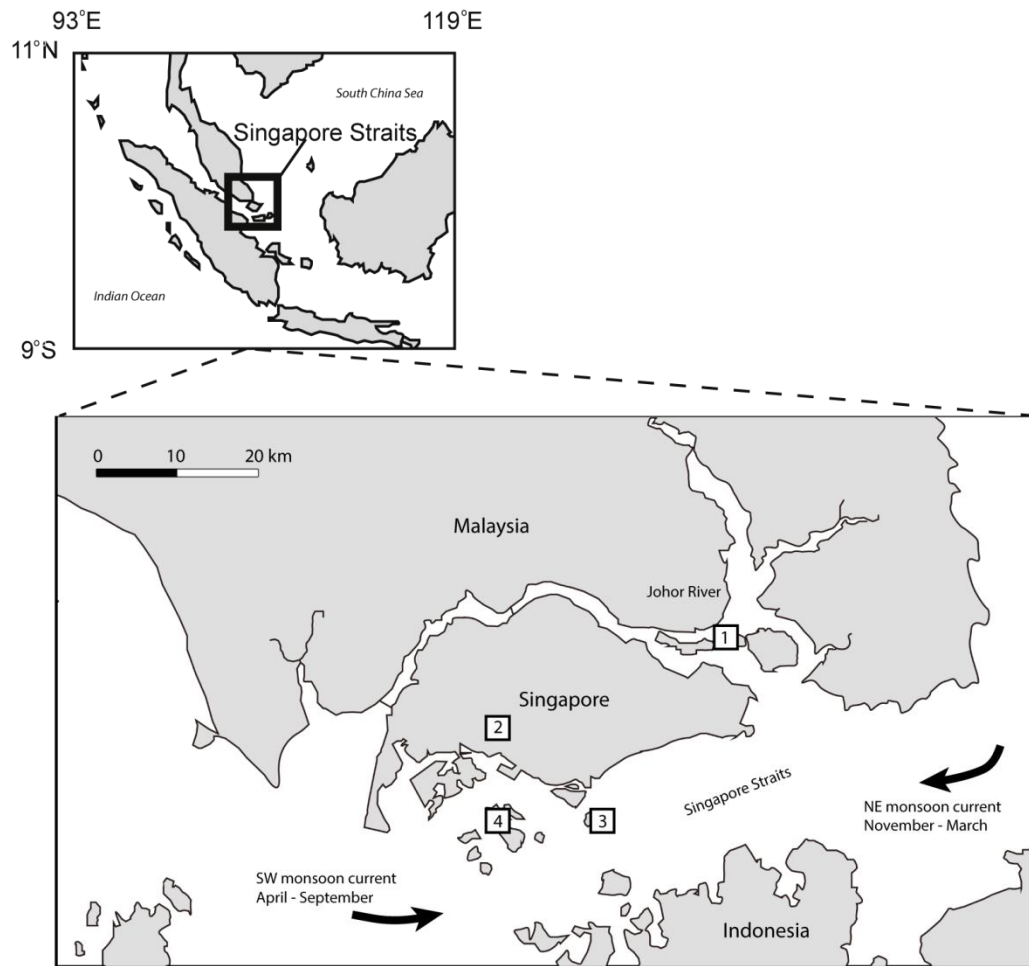 93°E
119°E
11°N
South China Sea
Singapore Straits
Indian Ocean
9°S
0
10
20 km
Malaysia
Johor River
1
Singapore
2
Singapore Straits
NE monsoon current
November - March
4
3
SW monsoon current
April - September
Indonesia